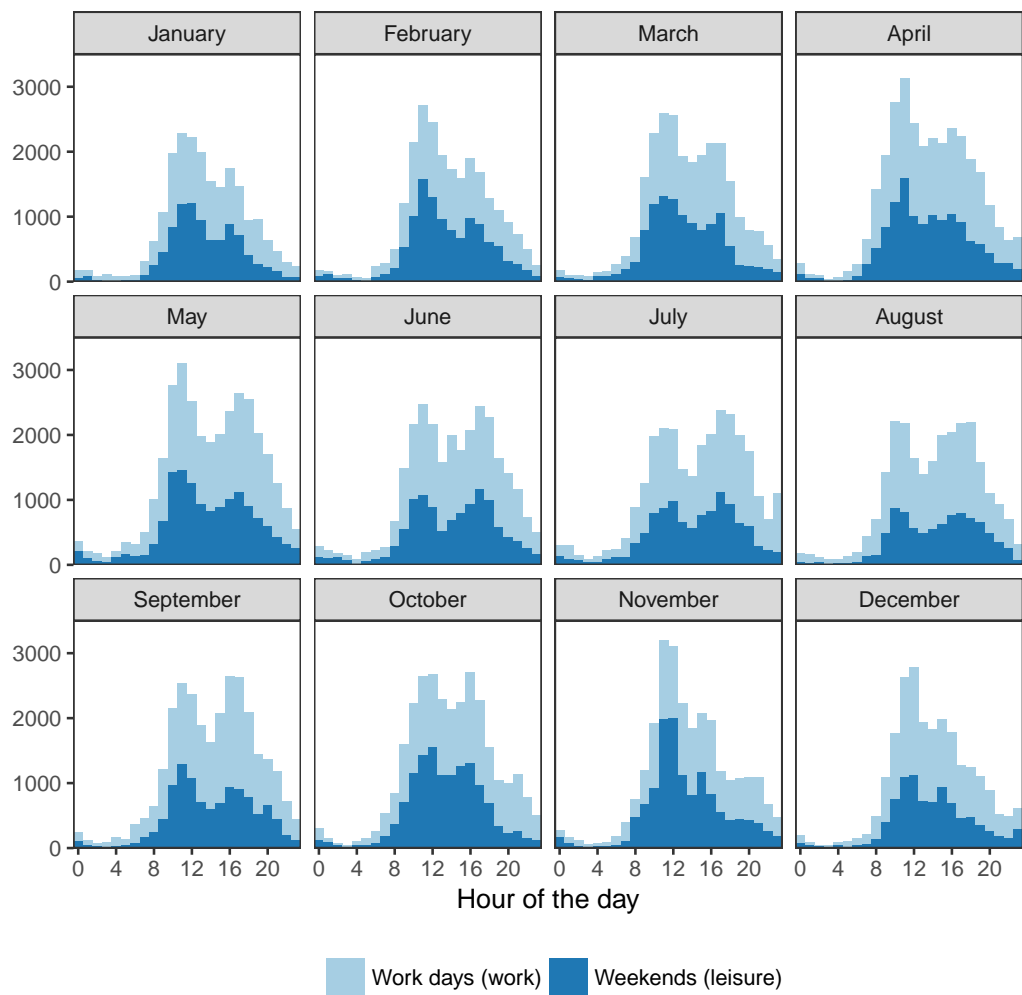 January February March April
3000
2000
1000
0
May June July August
3000
2000
1000
0
September October November December
3000
2000
1000
0
0 4 8 12 16 20 0 4 8 12 16 20 0 4 8 12 16 20 0 4 8 12 16 20
Hour of the day
Work days (work) Weekends (leisure)